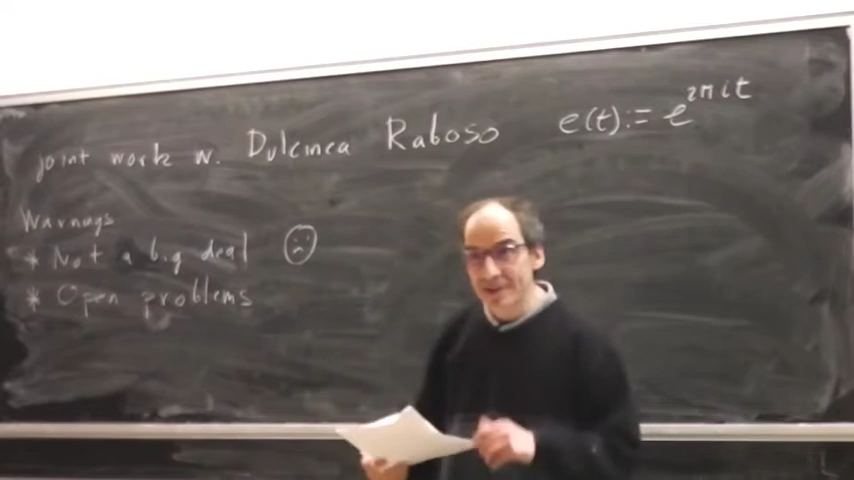 joint work w. Dulcinea Raboso e(t):= e^{2πit}
Warnings
* Not a big deal ☹
* Open problems